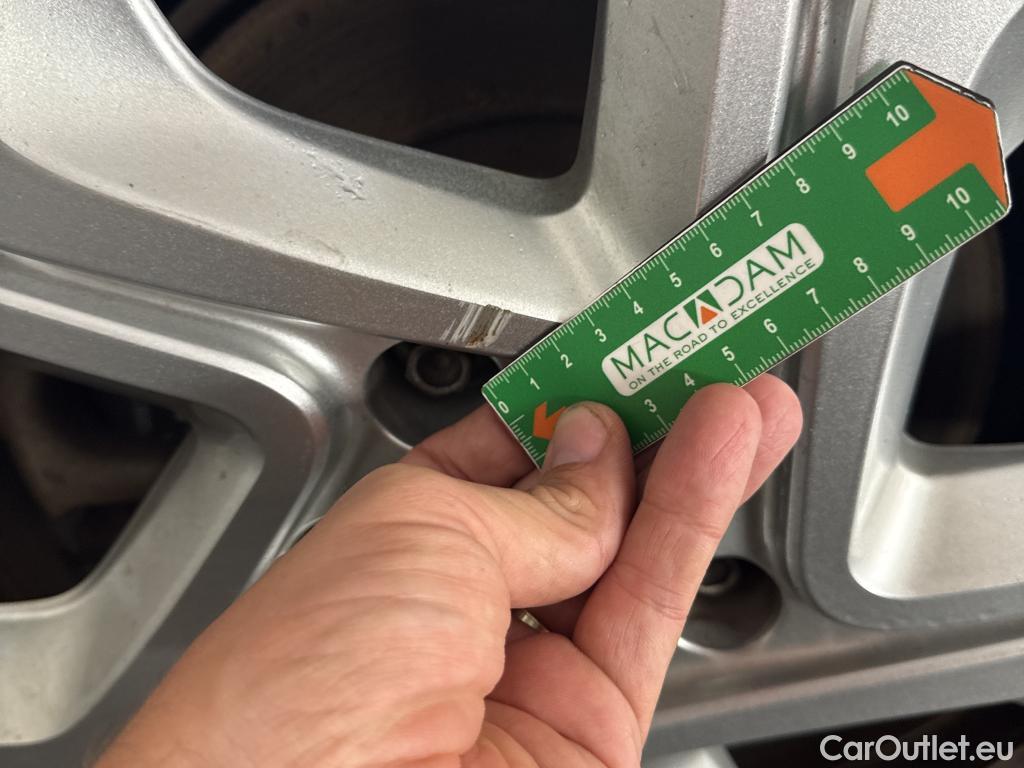 0 1 2 3 4 5 6 7 8 9 10
MACADAM
ON THE ROAD TO EXCELLENCE
3 4 5 6 7 8 9 10
CarOutlet.eu